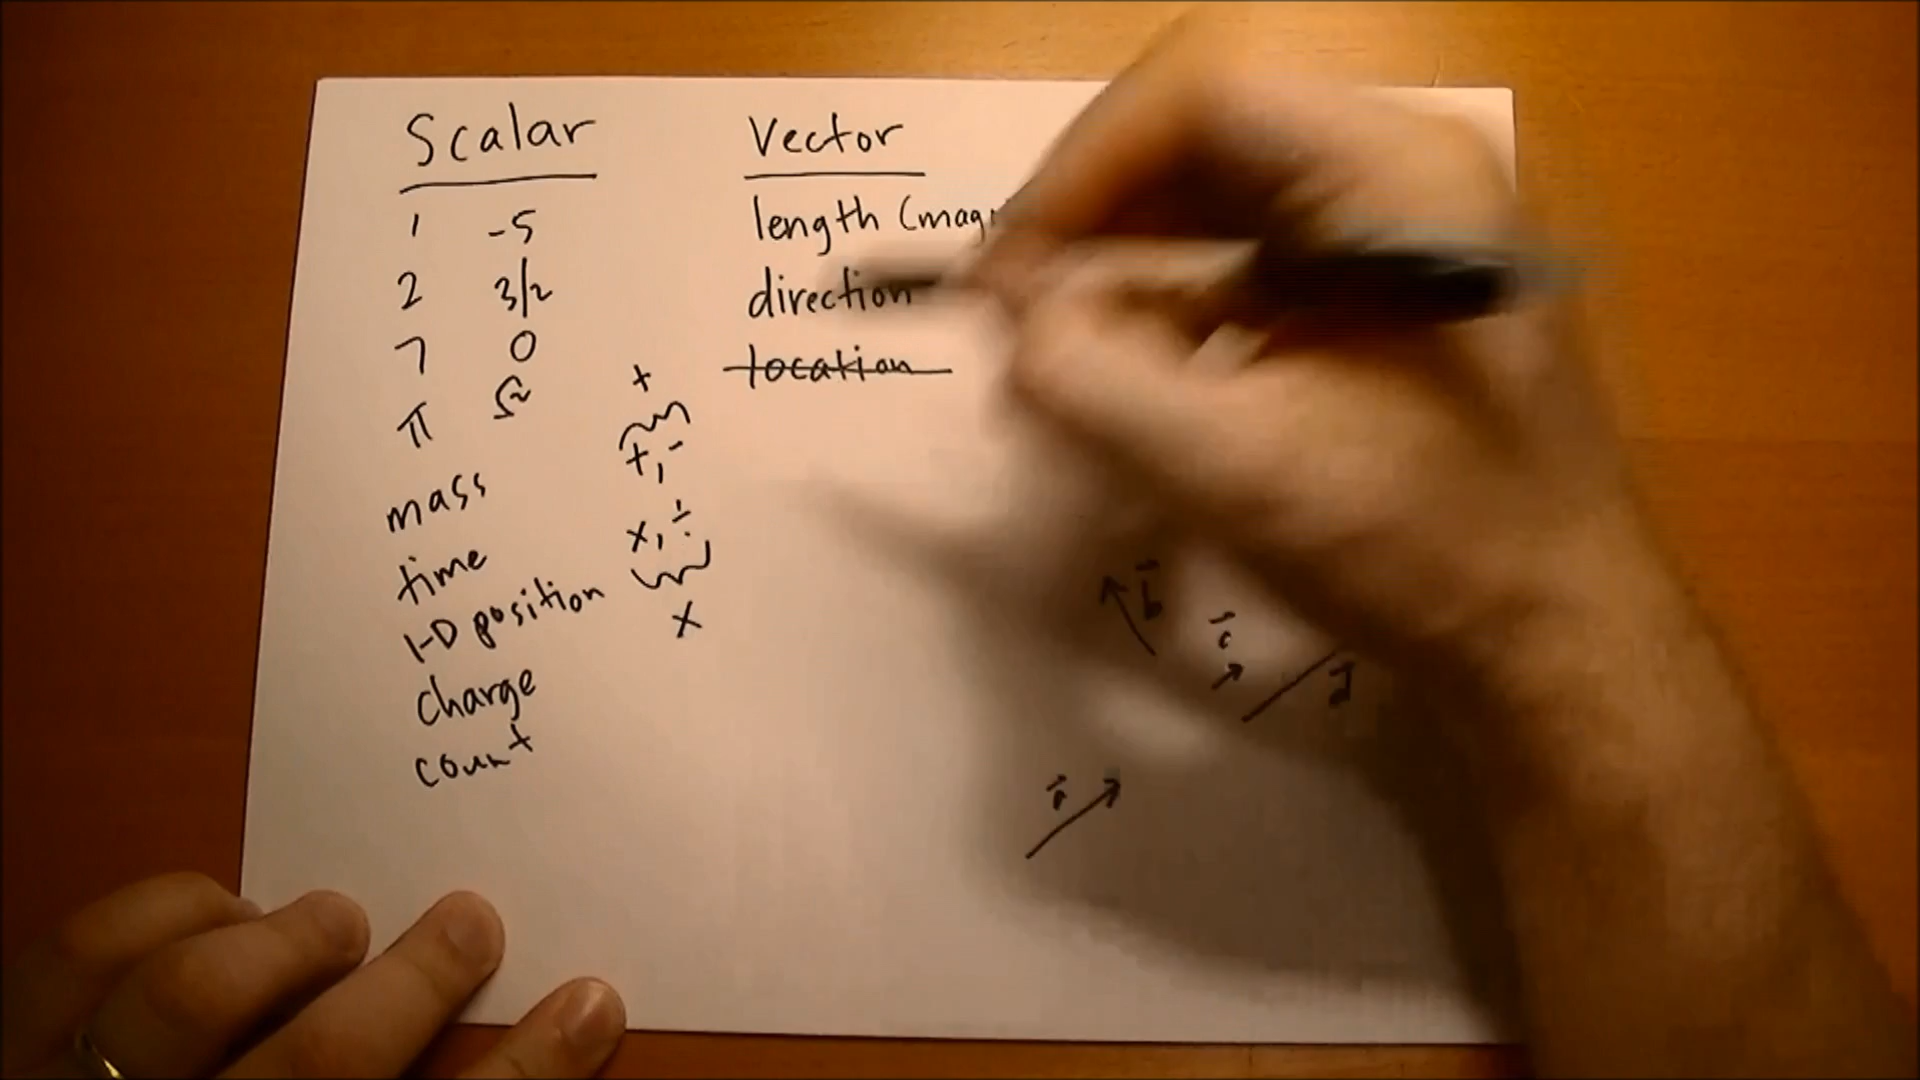 Scalar
1 -5
2 3/2
7 0
π √2
mass
time
1-D position
charge
count
+
+, -
x, ÷
x
Vector
length (mag
direction
location
b
c
d
a